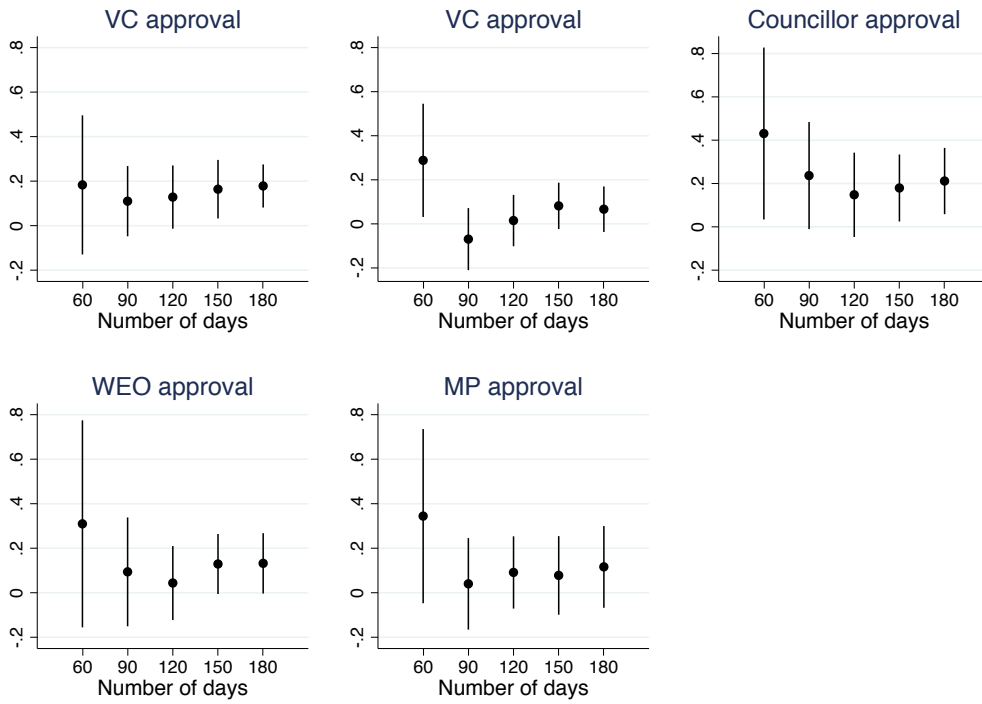 VC approval
.8
.6
.4
.2
0
-.2
60 90 120 150 180
Number of days
VC approval
.8
.6
.4
.2
0
-.2
60 90 120 150 180
Number of days
Councillor approval
.8
.6
.4
.2
0
-.2
60 90 120 150 180
Number of days
WEO approval
.8
.6
.4
.2
0
-.2
60 90 120 150 180
Number of days
MP approval
.8
.6
.4
.2
0
-.2
60 90 120 150 180
Number of days